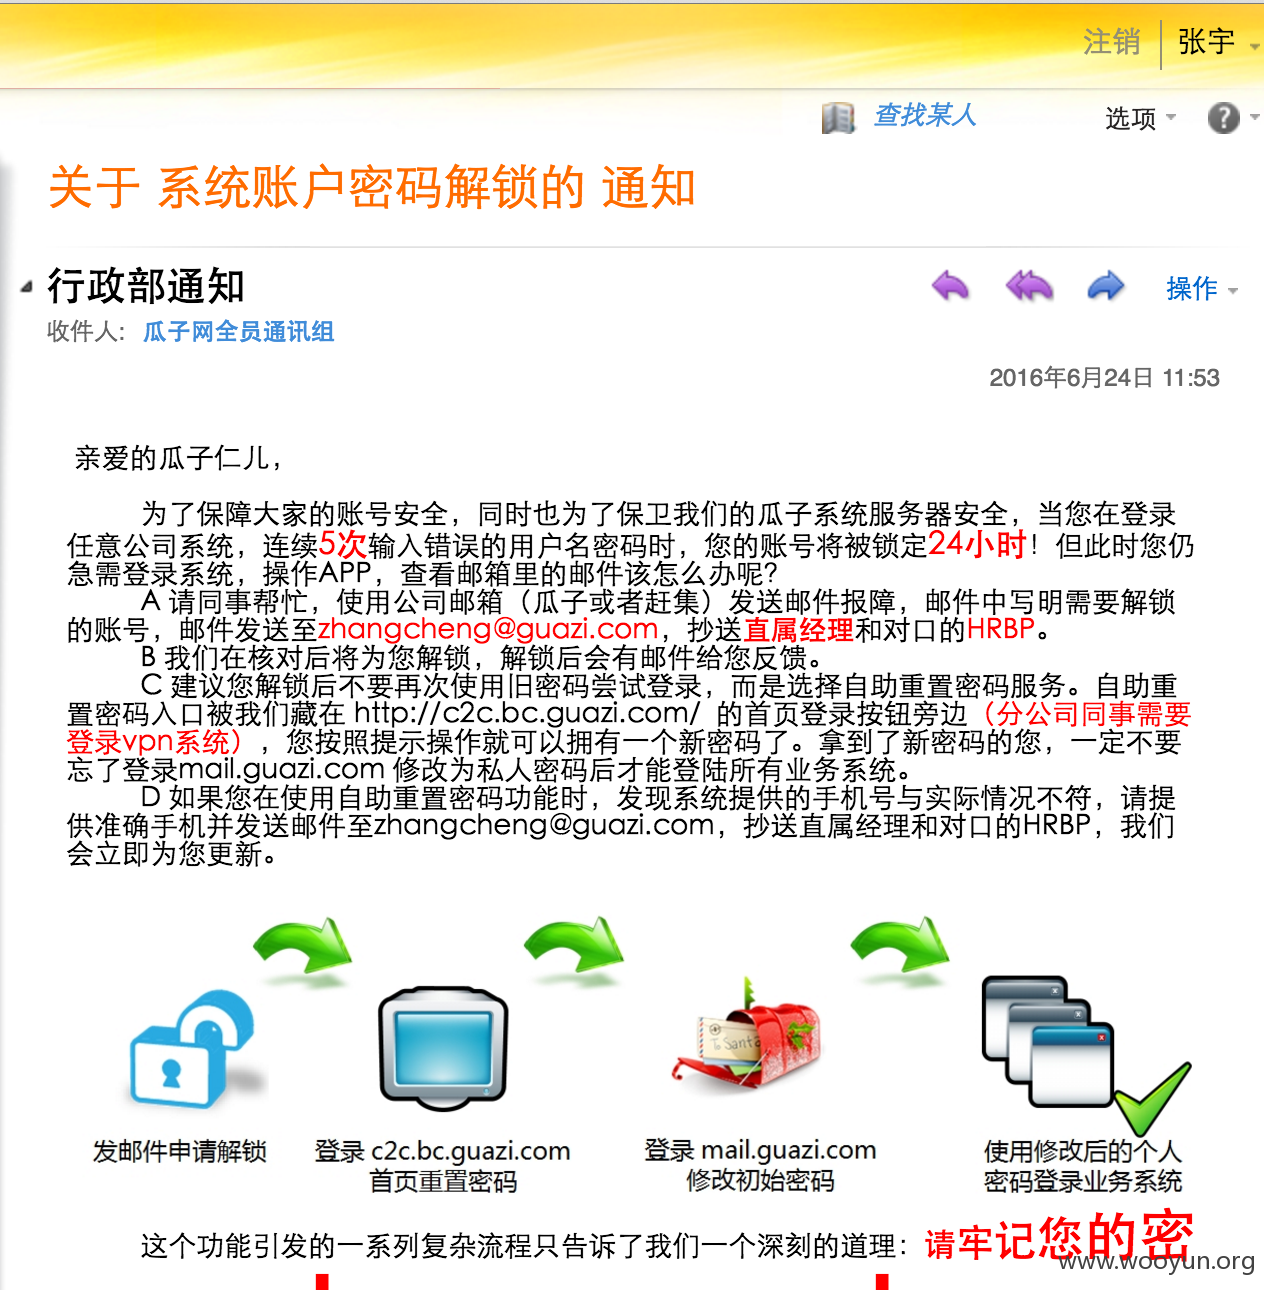 注销 张宇
查找某人 选项
关于 系统账户密码解锁的 通知
行政部通知
操作
收件人: 瓜子网全员通讯组
2016年6月24日 11:53
亲爱的瓜子仁儿，
为了保障大家的账号安全，同时也为了保卫我们的瓜子系统服务器安全，当您在登录
任意公司系统，连续5次输入错误的用户名密码时，您的账号将被锁定24小时！但此时您仍
急需登录系统，操作APP，查看邮箱里的邮件该怎么办呢？
A 请同事帮忙，使用公司邮箱（瓜子或者赶集）发送邮件报障，邮件中写明需要解锁
的账号，邮件发送至zhangcheng@guazi.com，抄送直属经理和对口的HRBP。
B 我们在核对后将为您解锁，解锁后会有邮件给您反馈。
C 建议您解锁后不要再次使用旧密码尝试登录，而是选择自助重置密码服务。自助重
置密码入口被我们藏在 http://c2c.bc.guazi.com/ 的首页登录按钮旁边（分公司同事需要
登录vpn系统），您按照提示操作就可以拥有一个新密码了。拿到了新密码的您，一定不要
忘了登录mail.guazi.com 修改为私人密码后才能登陆所有业务系统。
D 如果您在使用自助重置密码功能时，发现系统提供的手机号与实际情况不符，请提
供准确手机并发送邮件至zhangcheng@guazi.com，抄送直属经理和对口的HRBP，我们
会立即为您更新。
To Santa
发邮件申请解锁
登录 c2c.bc.guazi.com
首页重置密码
登录 mail.guazi.com
修改初始密码
使用修改后的个人
密码登录业务系统
这个功能引发的一系列复杂流程只告诉了我们一个深刻的道理：请牢记您的密
www.wooyun.org